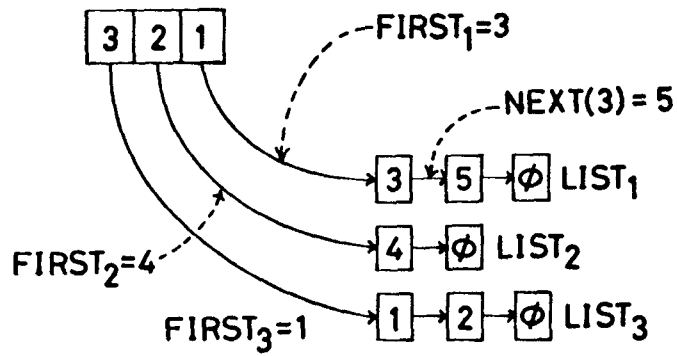 3 2 1
FIRST₁=3
NEXT(3)=5
3 5 ϕ LIST₁
4 ϕ LIST₂
FIRST₂=4
1 2 ϕ LIST₃
FIRST₃=1